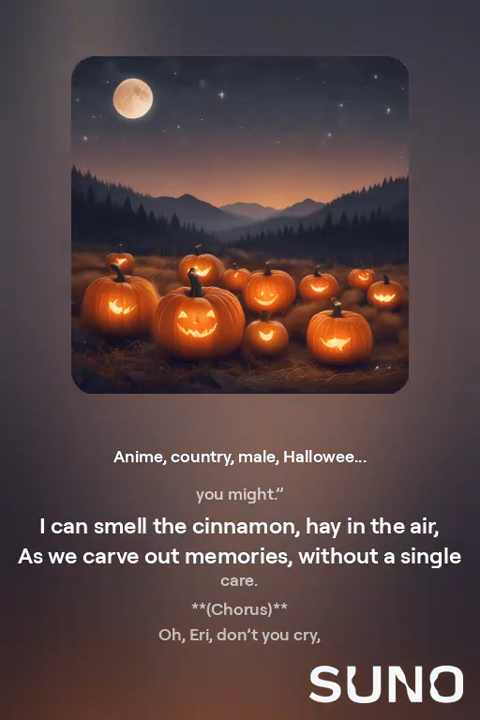 Anime, country, male, Hallowee...
you might.”
I can smell the cinnamon, hay in the air,
As we carve out memories, without a single
care.
**(Chorus)**
Oh, Eri, don’t you cry,
SUNO